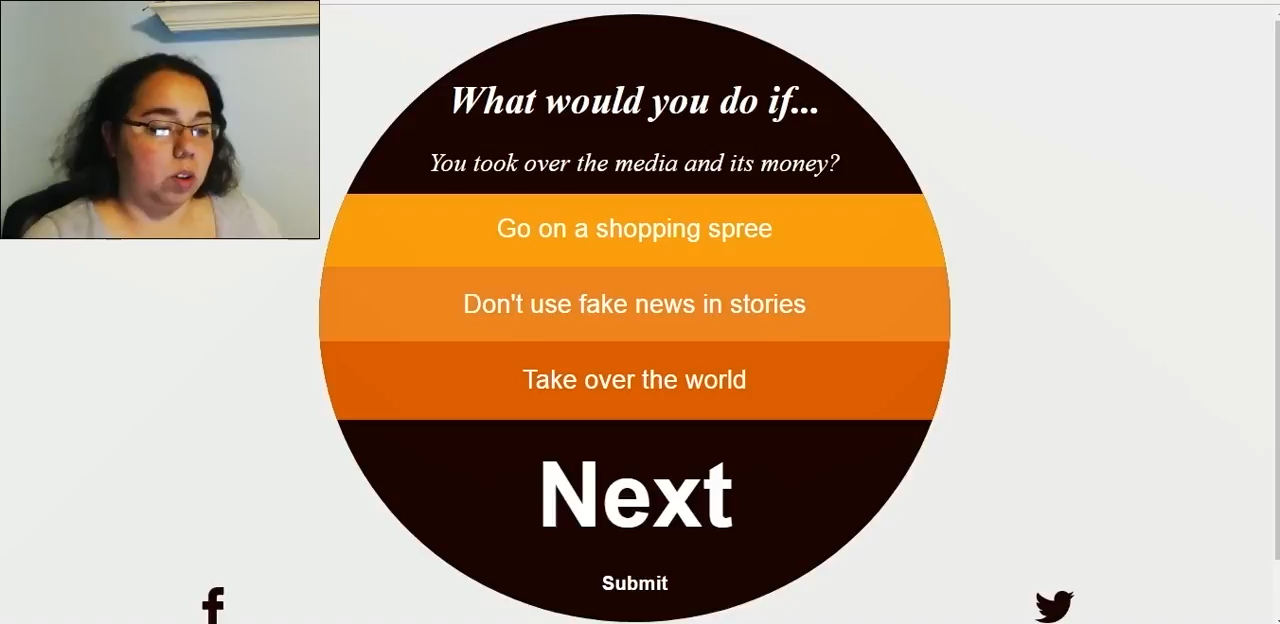 What would you do if...
You took over the media and its money?
Go on a shopping spree
Don't use fake news in stories
Take over the world
Next
Submit